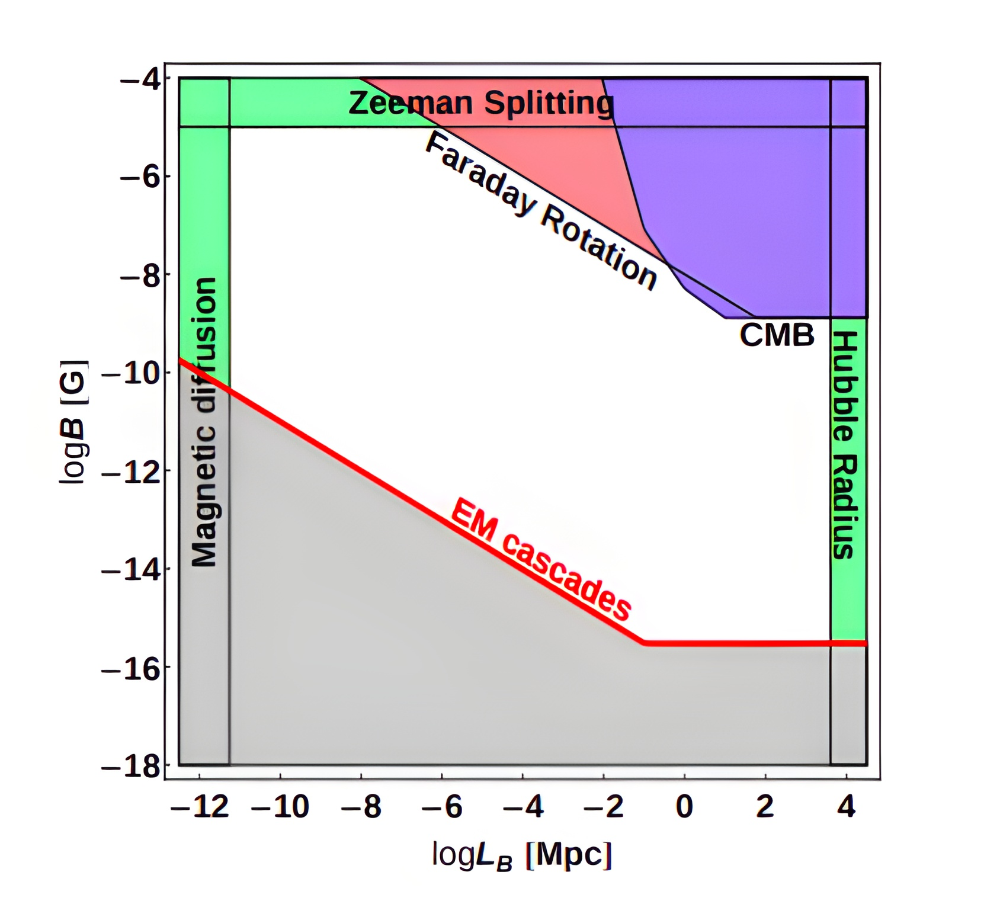 −4
−6
−8
−10
−12
−14
−16
−18
logB [G]
Zeeman Splitting
Faraday Rotation
CMB
Magnetic diffusion
Hubble Radius
EM cascades
−12 −10 −8 −6 −4 −2 0 2 4
logL_B [Mpc]